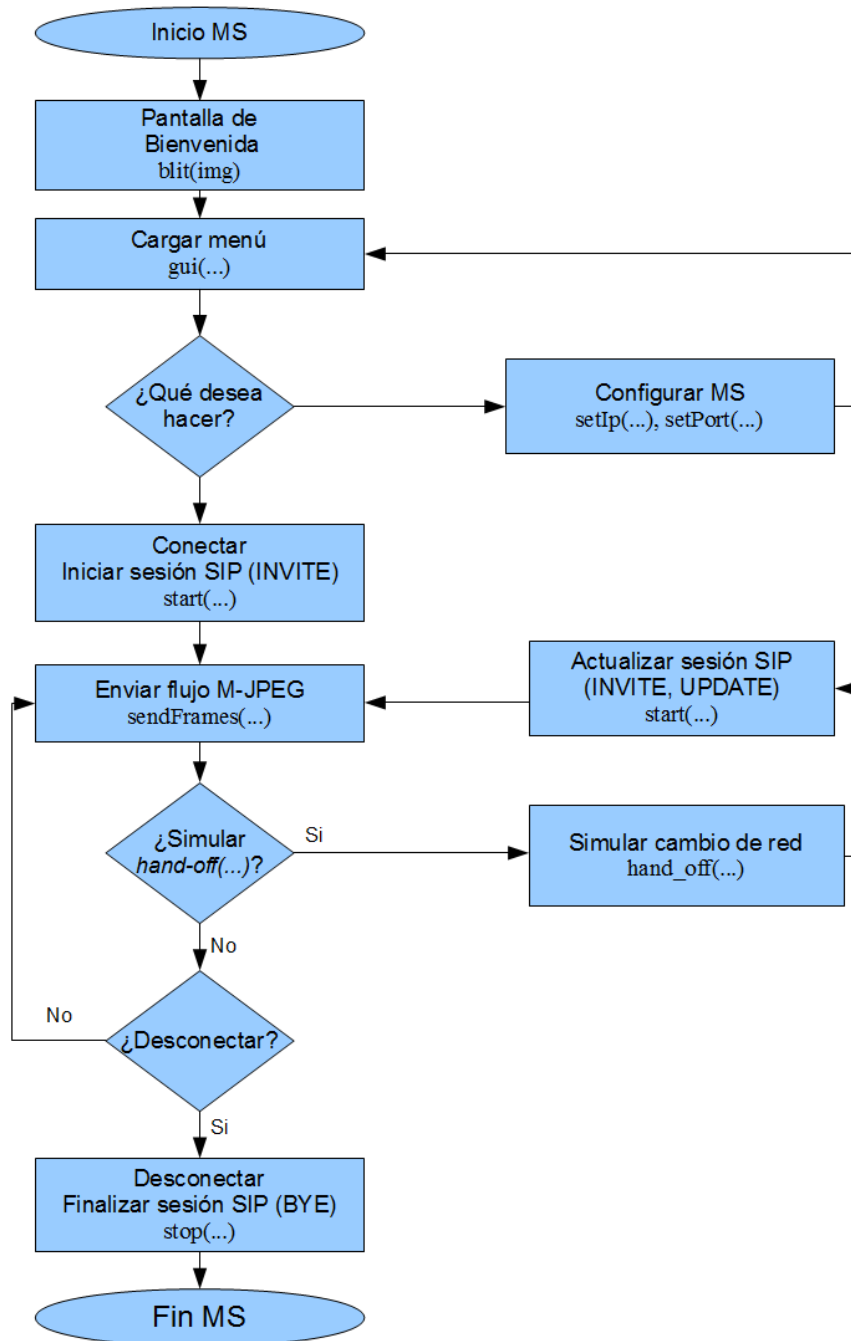 Inicio MS
Pantalla de
Bienvenida
blit(img)
Cargar menú
gui(...)
¿Qué desea
hacer?
Configurar MS
setIp(...), setPort(...)
Conectar
Iniciar sesión SIP (INVITE)
start(...)
Enviar flujo M-JPEG
sendFrames(...)
Actualizar sesión SIP
(INVITE, UPDATE)
start(...)
¿Simular
hand-off(...)?
Si
Simular cambio de red
hand_off(...)
No
¿Desconectar?
No
Si
Desconectar
Finalizar sesión SIP (BYE)
stop(...)
Fin MS